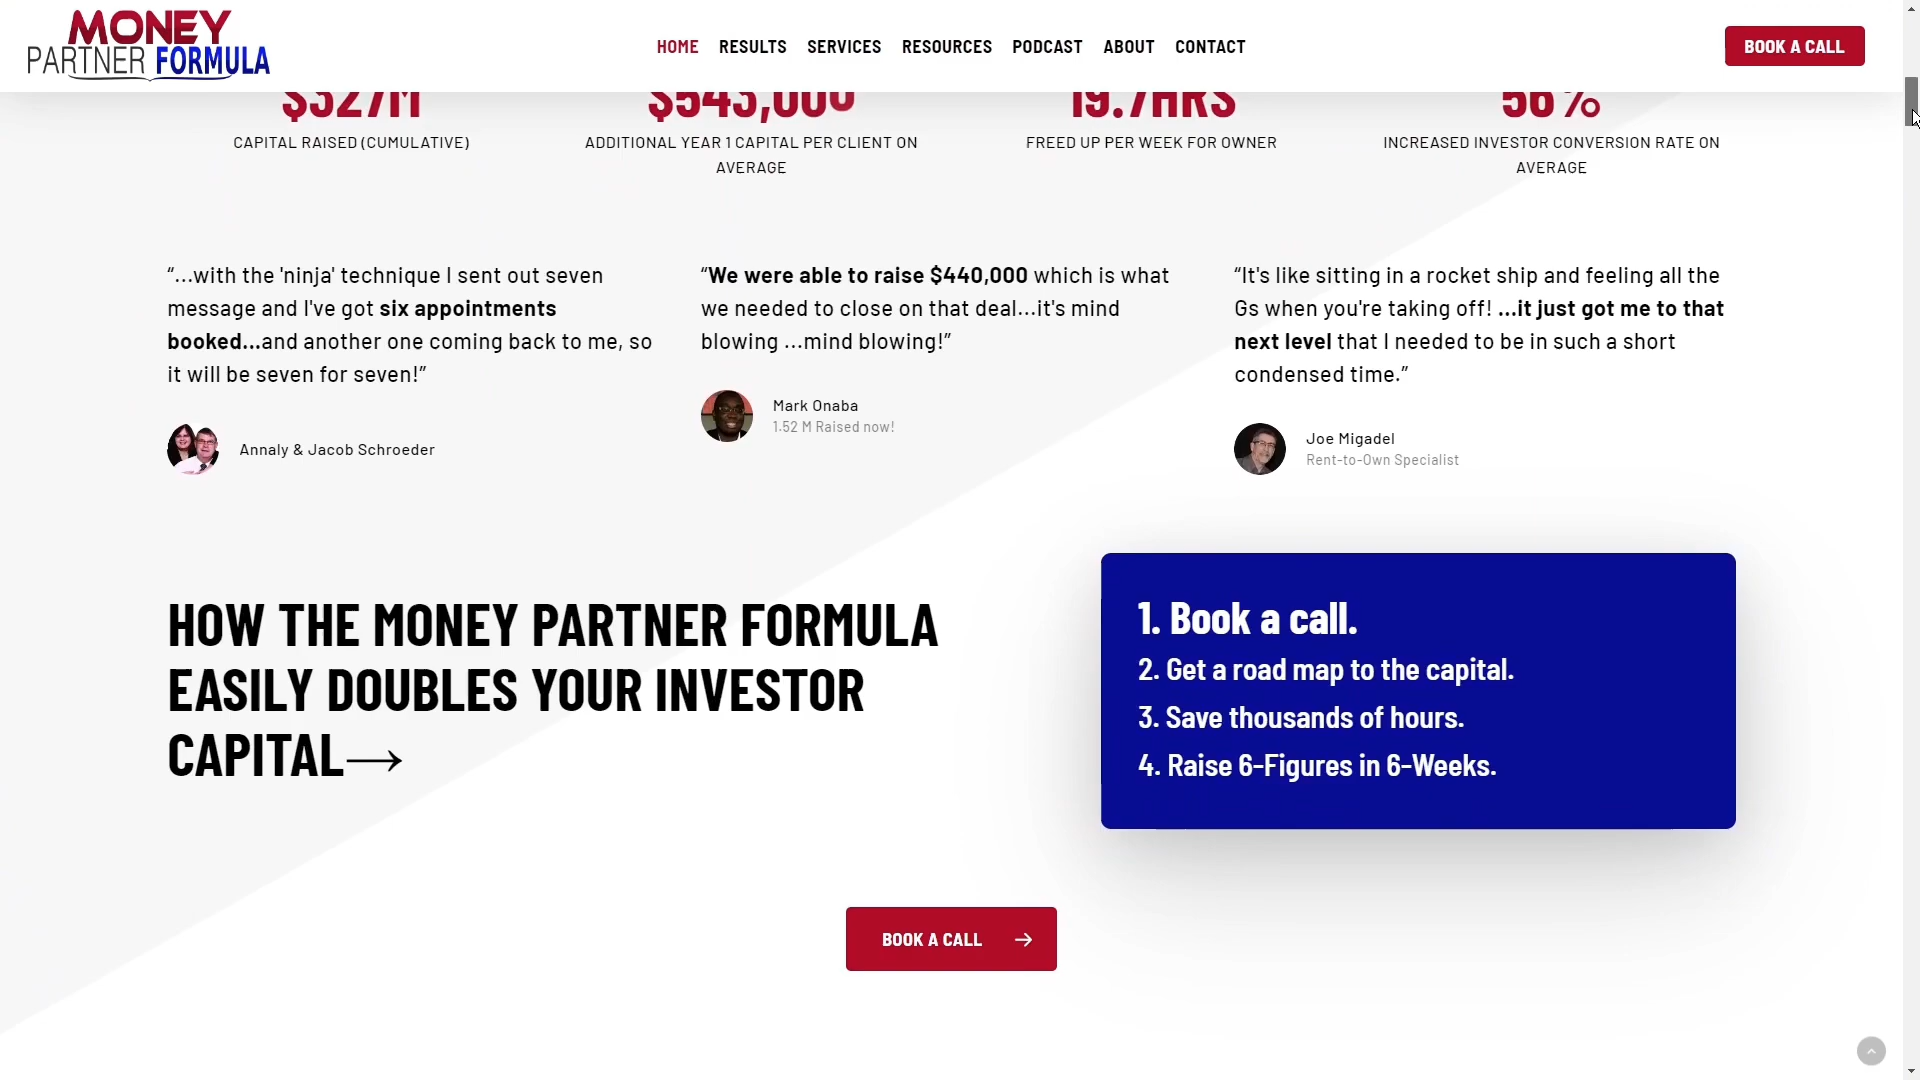 MONEY
PARTNER FORMULA
HOME RESULTS SERVICES RESOURCES PODCAST ABOUT CONTACT
BOOK A CALL
$327M
$543,000
19.7HRS
56%
CAPITAL RAISED (CUMULATIVE)
ADDITIONAL YEAR 1 CAPITAL PER CLIENT ON
AVERAGE
FREED UP PER WEEK FOR OWNER
INCREASED INVESTOR CONVERSION RATE ON
AVERAGE
“...with the 'ninja' technique I sent out seven
message and I've got six appointments
booked...and another one coming back to me, so
it will be seven for seven!”
Annaly & Jacob Schroeder
“We were able to raise $440,000 which is what
we needed to close on that deal...it's mind
blowing ...mind blowing!”
Mark Onaba
1.52 M Raised now!
“It's like sitting in a rocket ship and feeling all the
Gs when you're taking off! ...it just got me to that
next level that I needed to be in such a short
condensed time.”
Joe Migadel
Rent-to-Own Specialist
HOW THE MONEY PARTNER FORMULA
EASILY DOUBLES YOUR INVESTOR
CAPITAL→
1. Book a call.
2. Get a road map to the capital.
3. Save thousands of hours.
4. Raise 6-Figures in 6-Weeks.
BOOK A CALL →